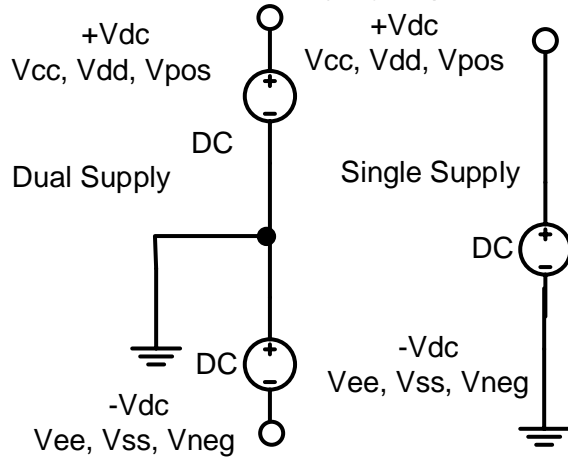 +Vdc
Vcc, Vdd, Vpos
DC
Dual Supply
DC
-Vdc
Vee, Vss, Vneg
+Vdc
Vcc, Vdd, Vpos
Single Supply
DC
-Vdc
Vee, Vss, Vneg